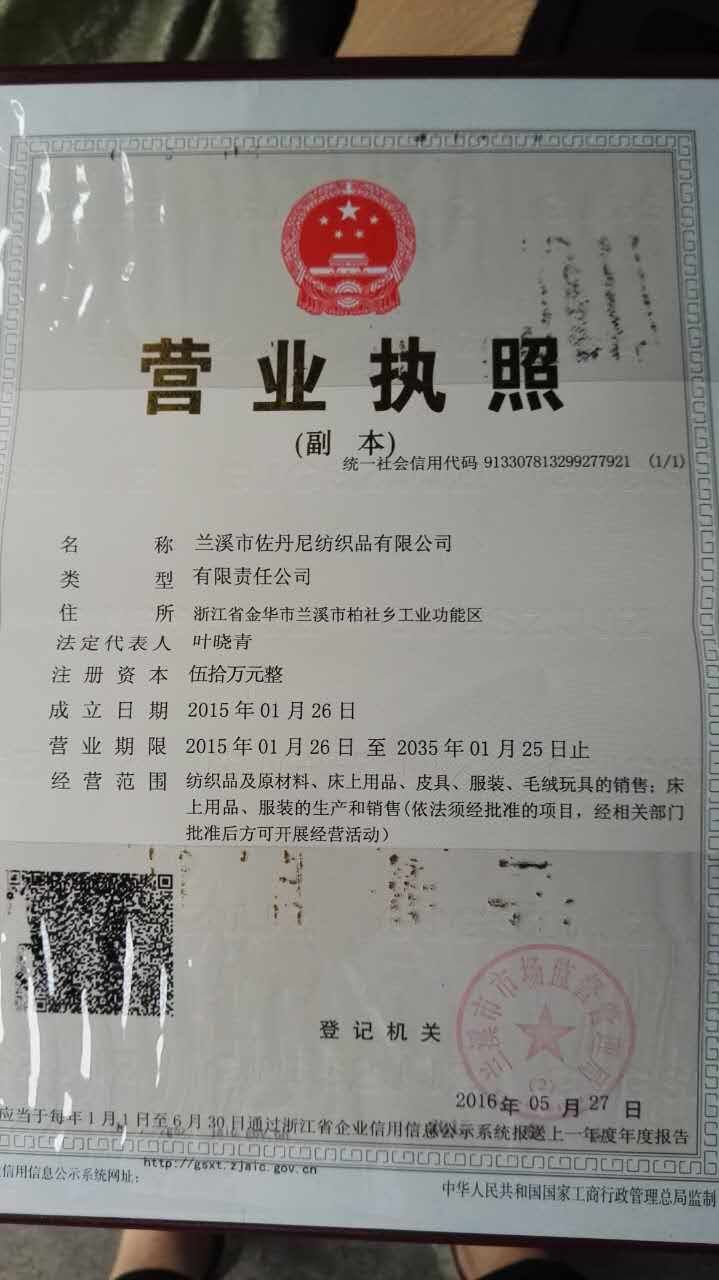 营业执照
(副 本)
统一社会信用代码 913307813299277921 (1/1)
名 称 兰溪市佐丹尼纺织品有限公司
类 型 有限责任公司
住 所 浙江省金华市兰溪市柏社乡工业功能区
法定代表人 叶晓青
注册资本 伍拾万元整
成立日期 2015年01月26日
营业期限 2015年01月26日至2035年01月25日止
经营范围 纺织品及原材料、床上用品、皮具、服装、毛绒玩具的销售；床
上用品、服装的生产和销售(依法须经批准的项目，经相关部门
批准后方可开展经营活动）
登记机关
兰溪市市场监督管理局
(2)
2016年05月27日
应当于每年1月1日至6月30日通过浙江省企业信用信息公示系统报送上一年度年度报告
信用信息公示系统网址：
http://gsxt.zjaic.gov.cn
中华人民共和国国家工商行政管理总局监制